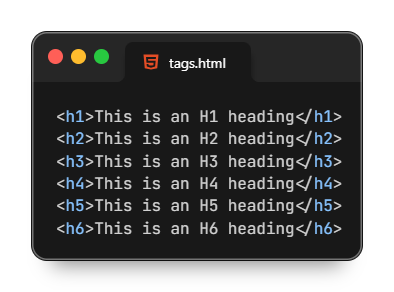 tags.html
<h1>This is an H1 heading</h1>
<h2>This is an H2 heading</h2>
<h3>This is an H3 heading</h3>
<h4>This is an H4 heading</h4>
<h5>This is an H5 heading</h5>
<h6>This is an H6 heading</h6>